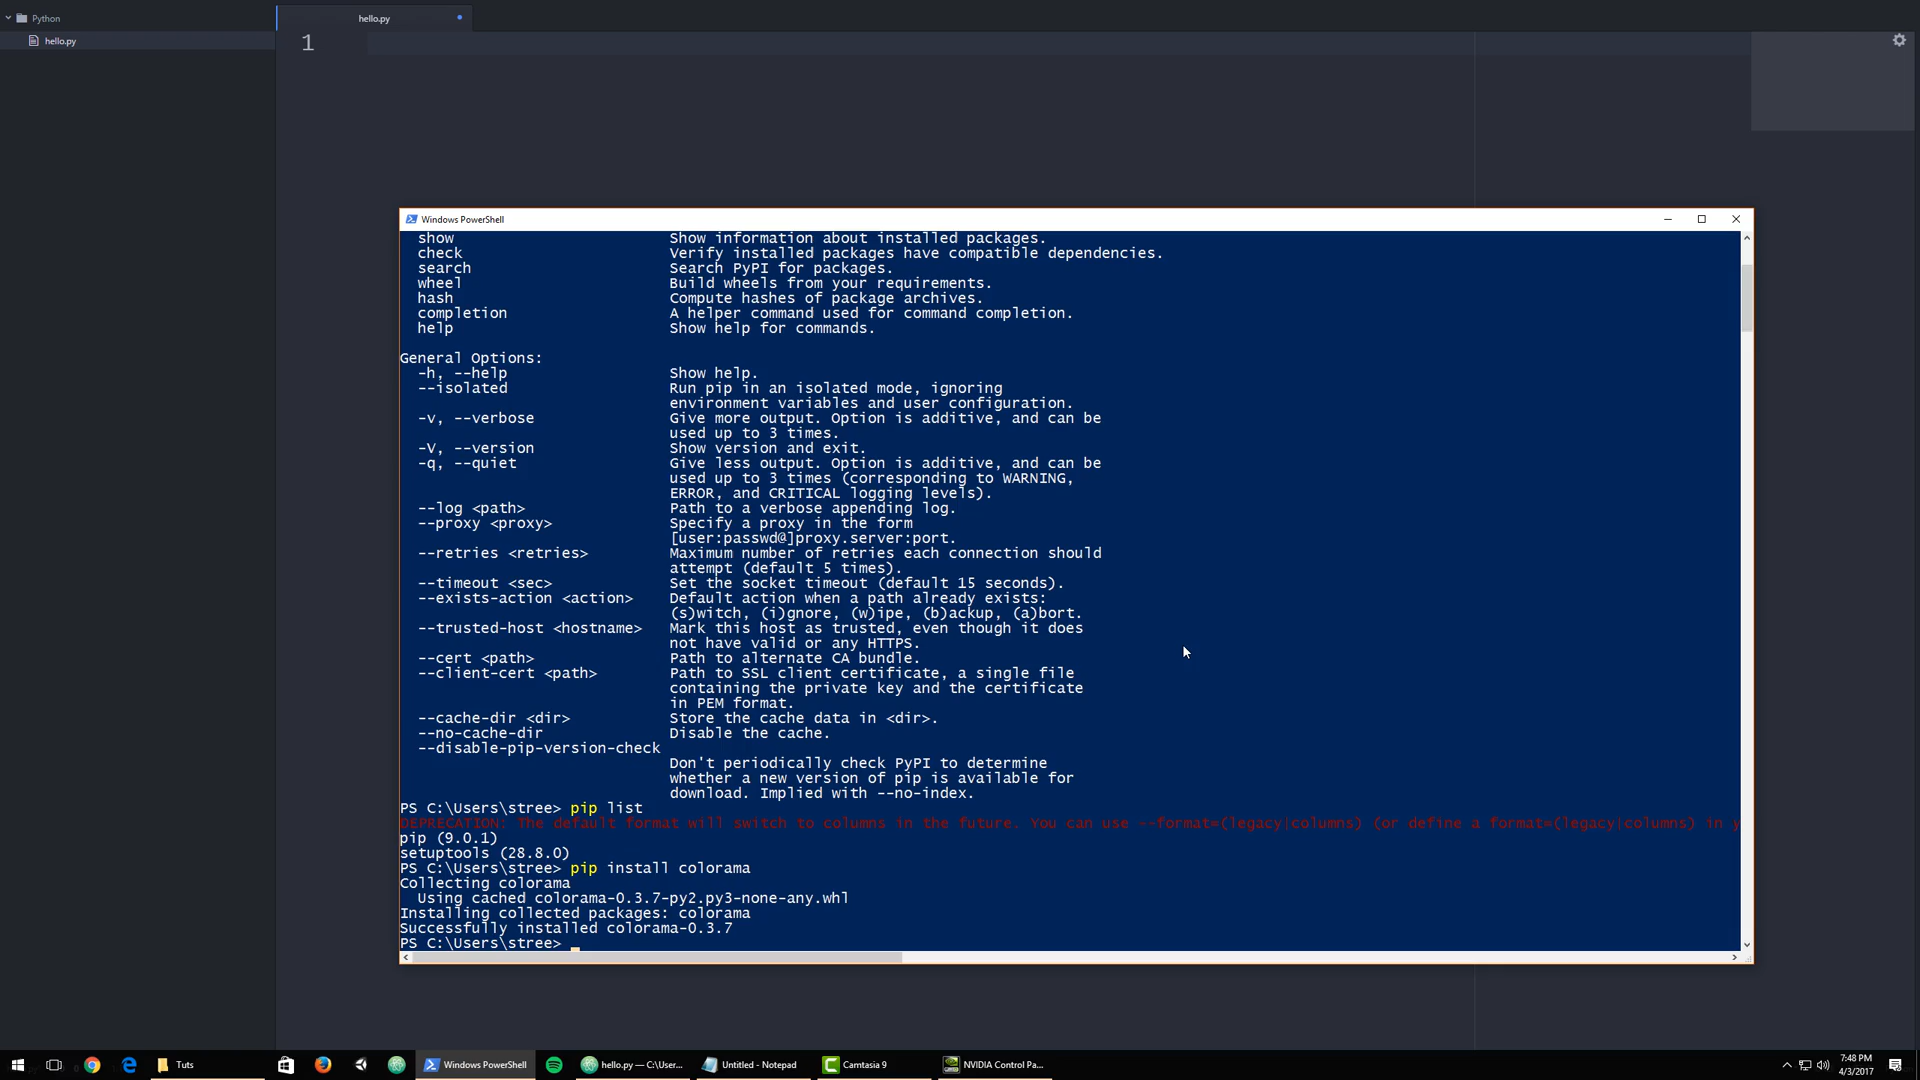 Python
hello.py
hello.py
1
Windows PowerShell
show Show information about installed packages.
check Verify installed packages have compatible dependencies.
search Search PyPI for packages.
wheel Build wheels from your requirements.
hash Compute hashes of package archives.
completion A helper command used for command completion.
help Show help for commands.
General Options:
-h, --help Show help.
--isolated Run pip in an isolated mode, ignoring
environment variables and user configuration.
-v, --verbose Give more output. Option is additive, and can be
used up to 3 times.
-V, --version Show version and exit.
-q, --quiet Give less output. Option is additive, and can be
used up to 3 times (corresponding to WARNING,
ERROR, and CRITICAL logging levels).
--log <path> Path to a verbose appending log.
--proxy <proxy> Specify a proxy in the form
[user:passwd@]proxy.server:port.
--retries <retries> Maximum number of retries each connection should
attempt (default 5 times).
--timeout <sec> Set the socket timeout (default 15 seconds).
--exists-action <action> Default action when a path already exists:
(s)witch, (i)gnore, (w)ipe, (b)ackup, (a)bort.
--trusted-host <hostname> Mark this host as trusted, even though it does
not have valid or any HTTPS.
--cert <path> Path to alternate CA bundle.
--client-cert <path> Path to SSL client certificate, a single file
containing the private key and the certificate
in PEM format.
--cache-dir <dir> Store the cache data in <dir>.
--no-cache-dir Disable the cache.
--disable-pip-version-check
Don't periodically check PyPI to determine
whether a new version of pip is available for
download. Implied with --no-index.
PS C:\Users\stree> pip list
DEPRECATION: The default format will switch to columns in the future. You can use --format=(legacy|columns) (or define a format=(legacy|columns) in y
pip (9.0.1)
setuptools (28.8.0)
PS C:\Users\stree> pip install colorama
Collecting colorama
Using cached colorama-0.3.7-py2.py3-none-any.whl
Installing collected packages: colorama
Successfully installed colorama-0.3.7
PS C:\Users\stree>
Tuts
Windows PowerShell
hello.py — C:\User...
Untitled - Notepad
Camtasia 9
NVIDIA Control Pa...
7:48 PM
4/3/2017